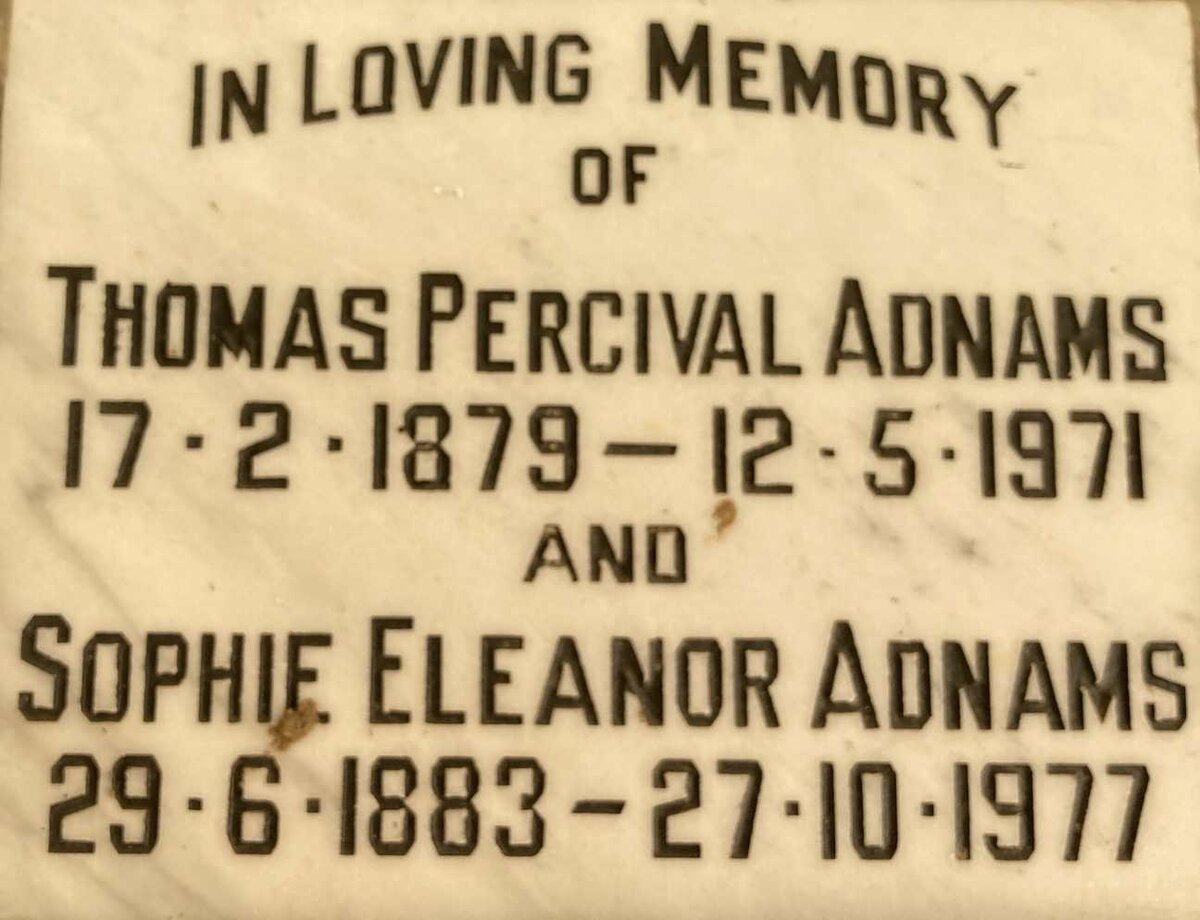 IN LOVING MEMORY
OF
THOMAS PERCIVAL ADNAMS
17·2·1879—12·5·1971
AND
SOPHIE ELEANOR ADNAMS
29·6·1883–27·10·1977